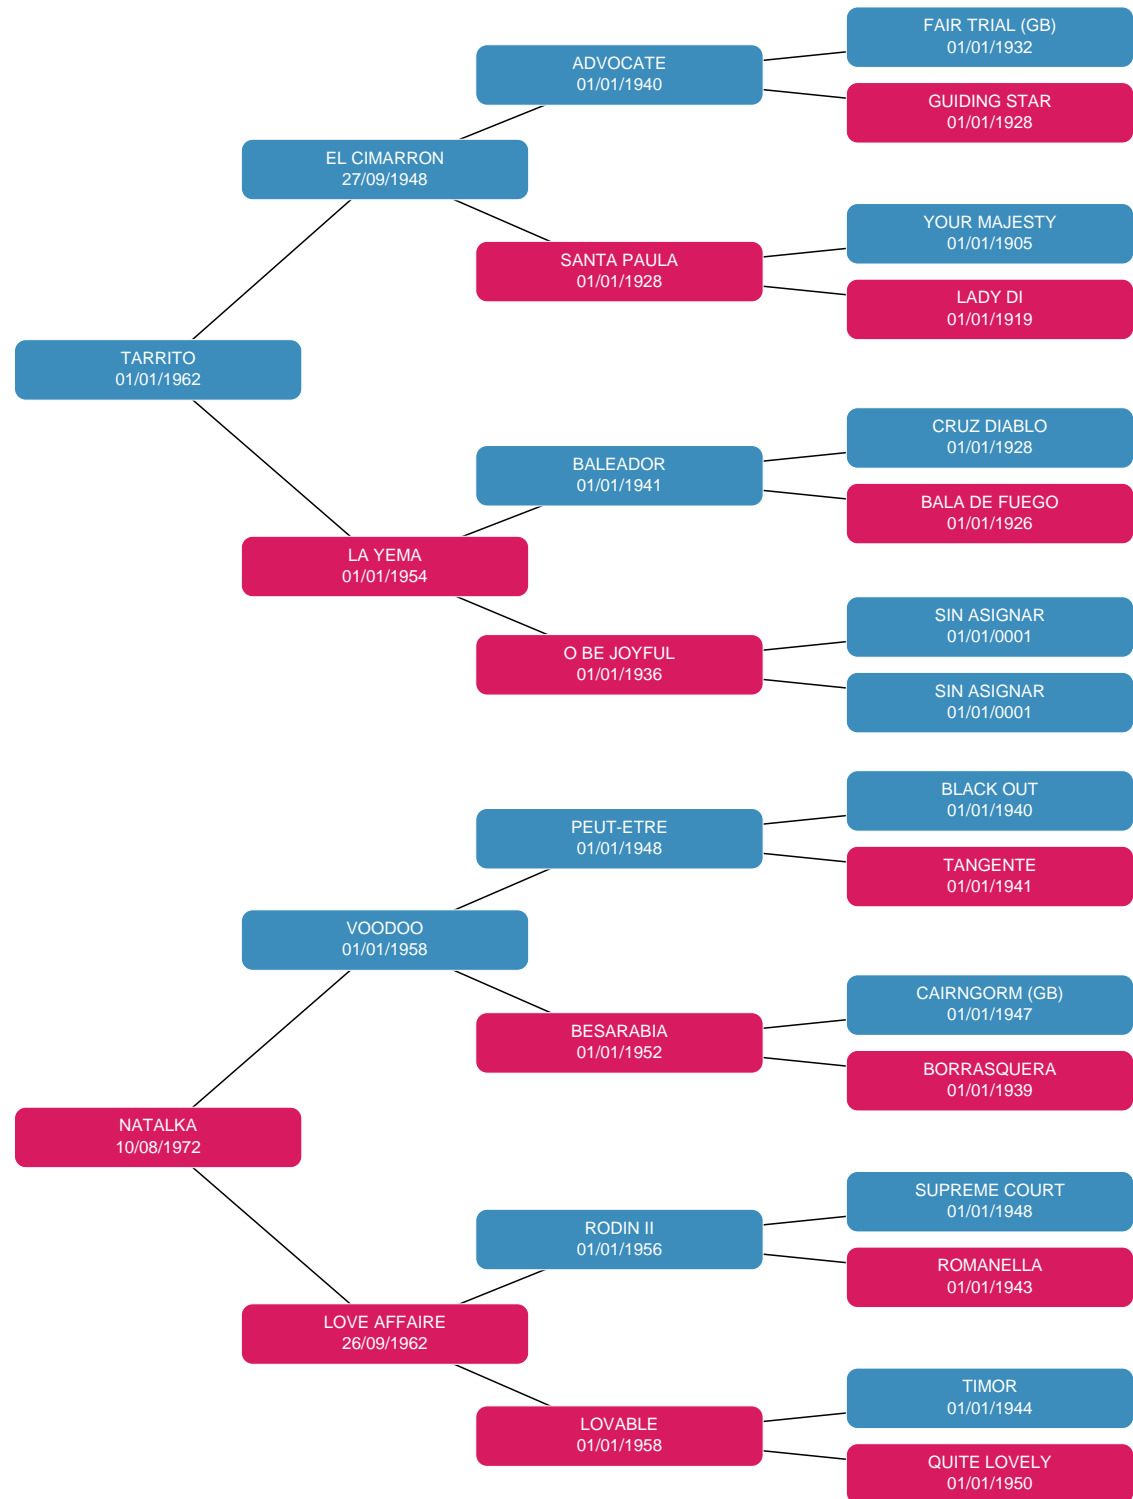 FAIR TRIAL (GB)
01/01/1932
ADVOCATE
01/01/1940
GUIDING STAR
01/01/1928
EL CIMARRON
27/09/1948
YOUR MAJESTY
01/01/1905
SANTA PAULA
01/01/1928
LADY DI
01/01/1919
TARRITO
01/01/1962
CRUZ DIABLO
01/01/1928
BALEADOR
01/01/1941
BALA DE FUEGO
01/01/1926
LA YEMA
01/01/1954
SIN ASIGNAR
01/01/0001
O BE JOYFUL
01/01/1936
SIN ASIGNAR
01/01/0001
BLACK OUT
01/01/1940
PEUT-ETRE
01/01/1948
TANGENTE
01/01/1941
VOODOO
01/01/1958
CAIRNGORM (GB)
01/01/1947
BESARABIA
01/01/1952
BORRASQUERA
01/01/1939
NATALKA
10/08/1972
SUPREME COURT
01/01/1948
RODIN II
01/01/1956
ROMANELLA
01/01/1943
LOVE AFFAIRE
26/09/1962
TIMOR
01/01/1944
LOVABLE
01/01/1958
QUITE LOVELY
01/01/1950